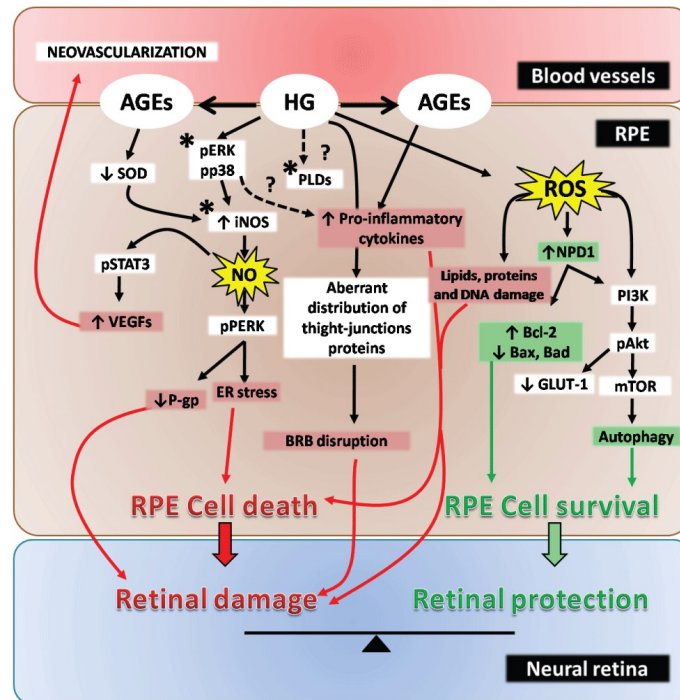 NEOVASCULARIZATION
Blood vessels
AGEs
HG
AGEs
RPE
* pERK
pp38
?
* PLDs
?
ROS
↓ SOD
*
↑ iNOS
↑ Pro-inflammatory
cytokines
↑NPD1
pSTAT3
NO
Lipids, proteins
and DNA damage
PI3K
Aberrant
distribution of
thight-junctions
proteins
↑ VEGFs
pPERK
↑ Bcl-2
↓ Bax, Bad
pAkt
↓ GLUT-1
mTOR
↓P-gp
ER stress
BRB disruption
Autophagy
RPE Cell death
RPE Cell survival
Retinal damage
Retinal protection
Neural retina